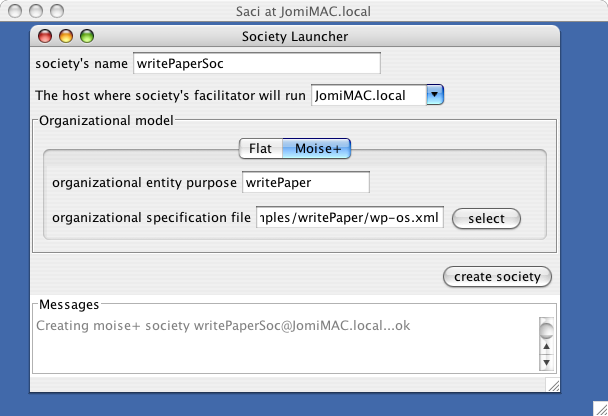 Saci at JomiMAC.local
Society Launcher
society's name writePaperSoc
The host where society's facilitator will run JomiMAC.local
Organizational model
Flat Moise+
organizational entity purpose writePaper
organizational specification file nples/writePaper/wp-os.xml select
create society
Messages
Creating moise+ society writePaperSoc@JomiMAC.local...ok